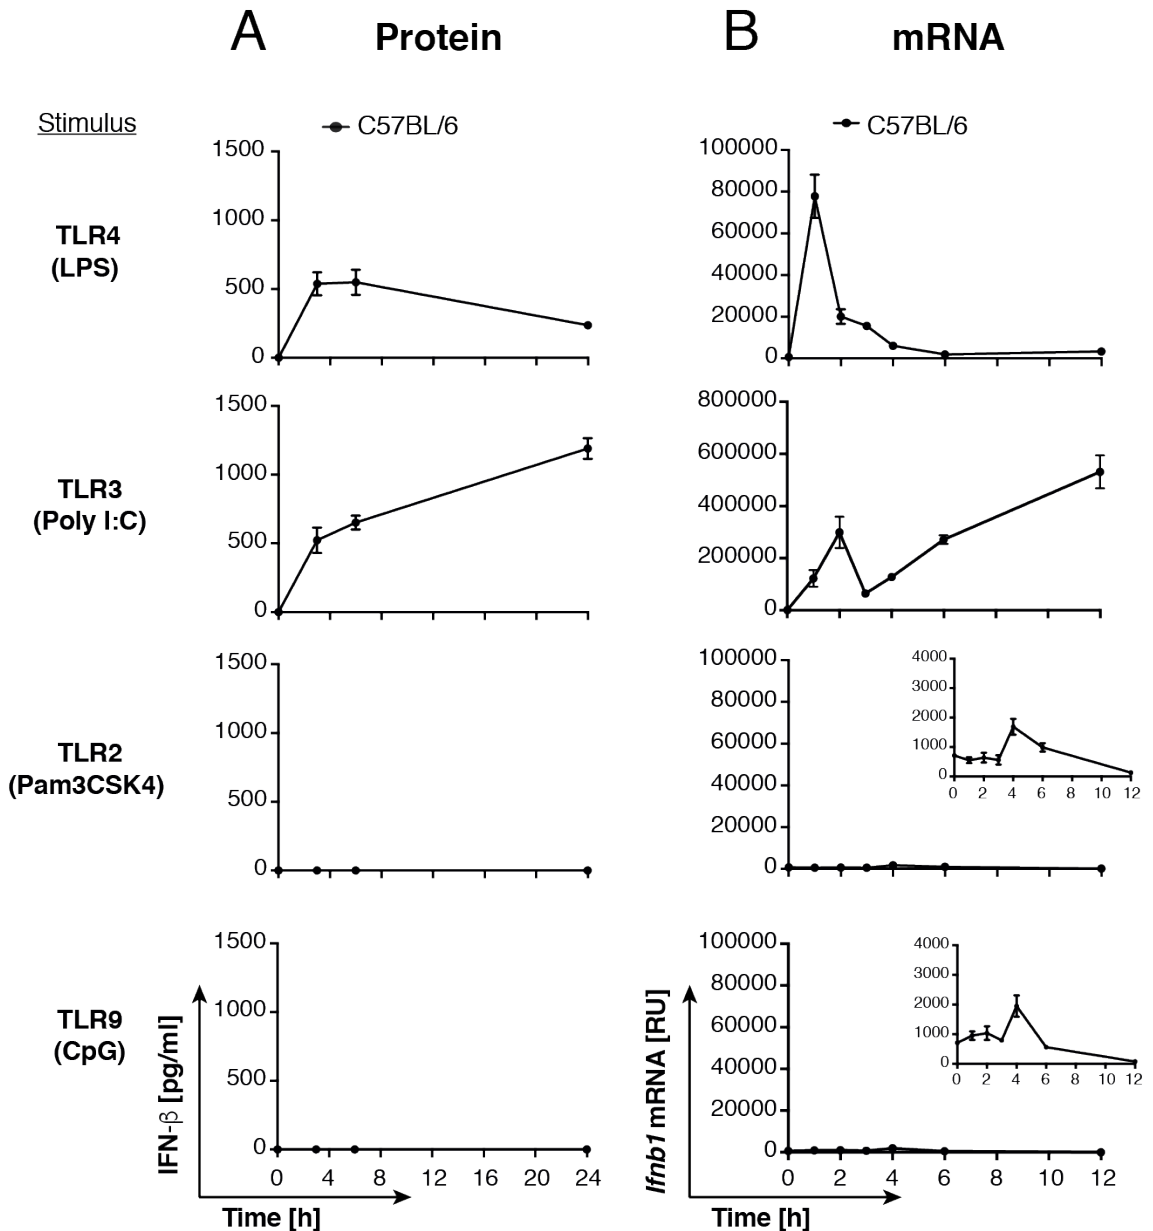 A Protein B mRNA
Stimulus
C57BL/6
C57BL/6
TLR4
(LPS)
1500
1000
500
0
100000
80000
60000
40000
20000
0
TLR3
(Poly I:C)
1500
1000
500
0
800000
600000
400000
200000
0
TLR2
(Pam3CSK4)
1500
1000
500
0
100000
80000
60000
40000
20000
0
4000
3000
2000
1000
0
0 2 4 6 8 10 12
TLR9
(CpG)
1500
1000
500
0
0 4 8 12 16 20 24
IFN-β [pg/ml]
Time [h]
100000
80000
60000
40000
20000
0
0 2 4 6 8 10 12
4000
3000
2000
1000
0
0 2 4 6 8 10 12
Ifnb1 mRNA [RU]
Time [h]